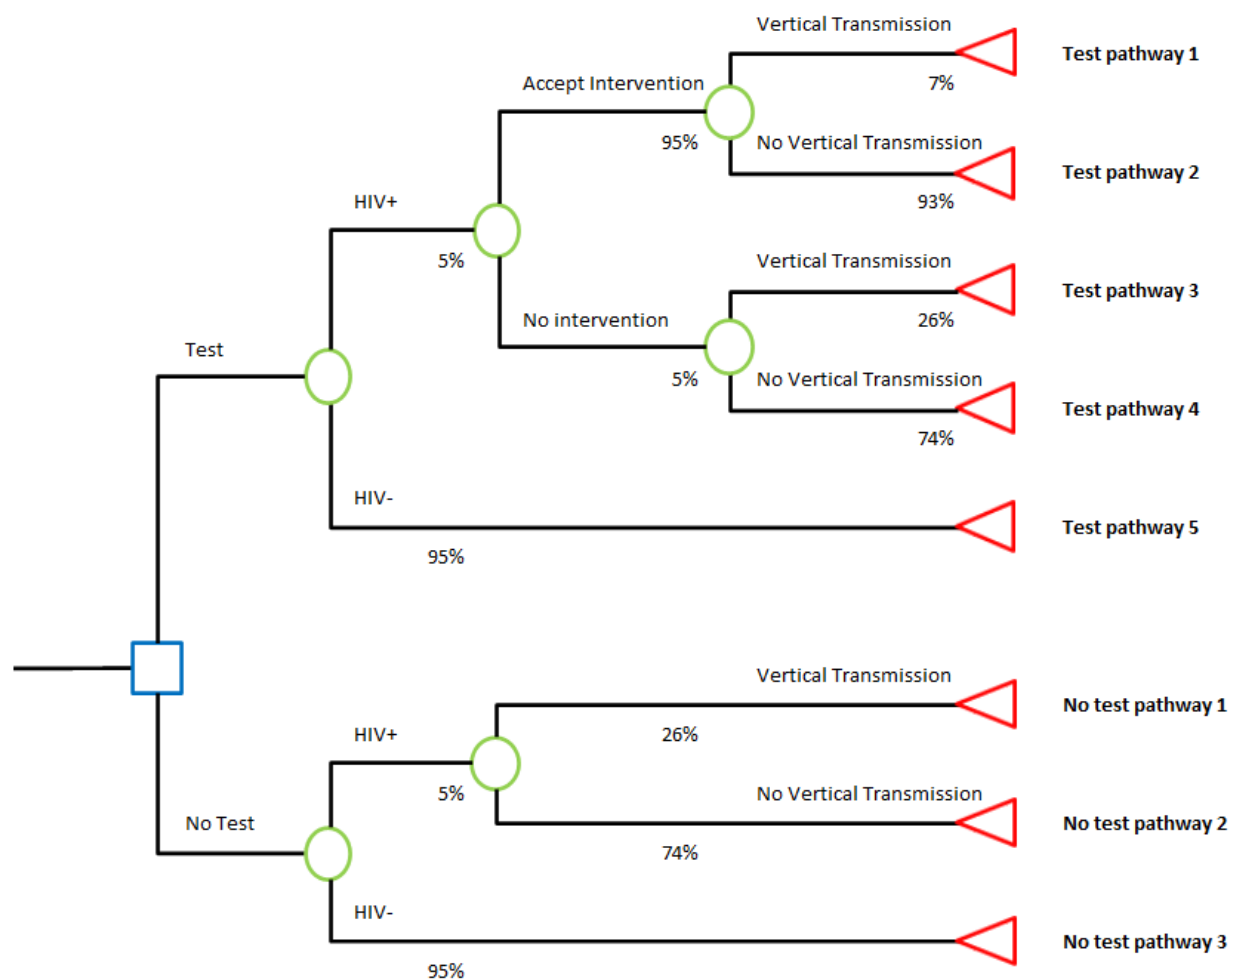 Vertical Transmission
7%
Test pathway 1
Accept Intervention
95%
No Vertical Transmission
93%
Test pathway 2
HIV+
5%
Vertical Transmission
26%
Test pathway 3
No intervention
5%
No Vertical Transmission
74%
Test pathway 4
Test
HIV-
95%
Test pathway 5
Vertical Transmission
26%
No test pathway 1
HIV+
5%
No Vertical Transmission
74%
No test pathway 2
No Test
HIV-
95%
No test pathway 3